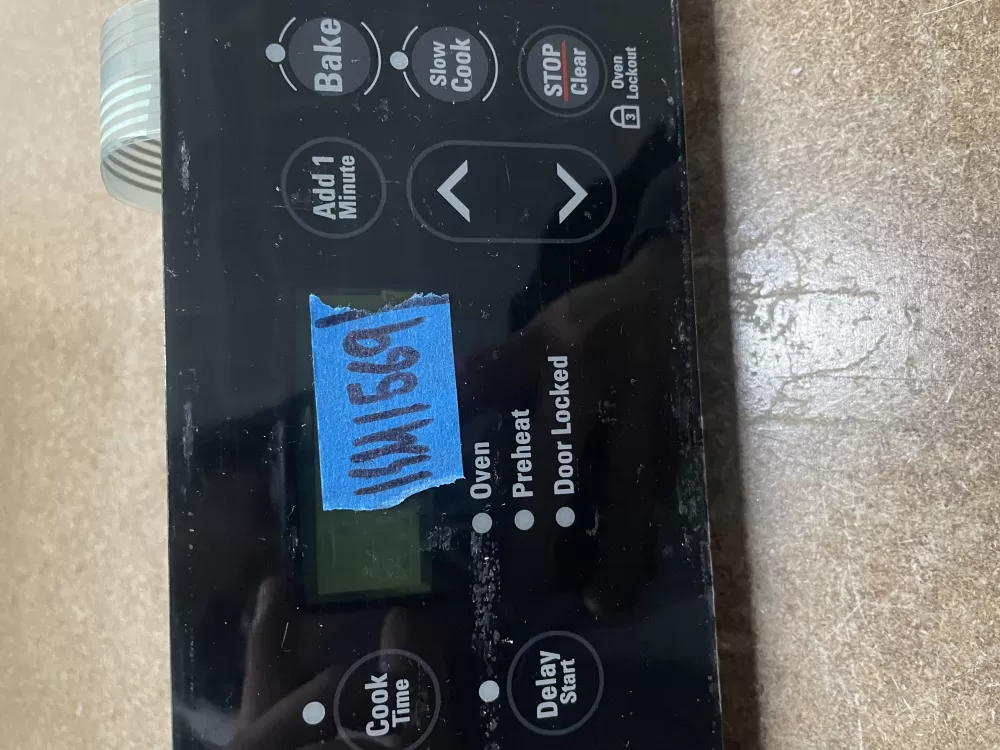 Cook
Time
Add 1
Minute
Bake
Slow
Cook
Oven
Preheat
Door Locked
Delay
Start
STOP
Clear
Oven
Lockout
3